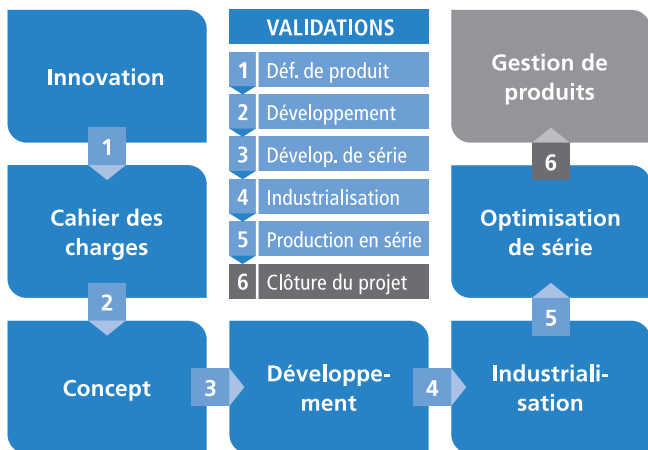 Innovation
1
Cahier des
charges
2
Concept
3
Développe-
ment
4
Industriali-
sation
5
Optimisation
de série
6
Gestion de
produits
VALIDATIONS
1 Déf. de produit
2 Développement
3 Dévelop. de série
4 Industrialisation
5 Production en série
6 Clôture du projet